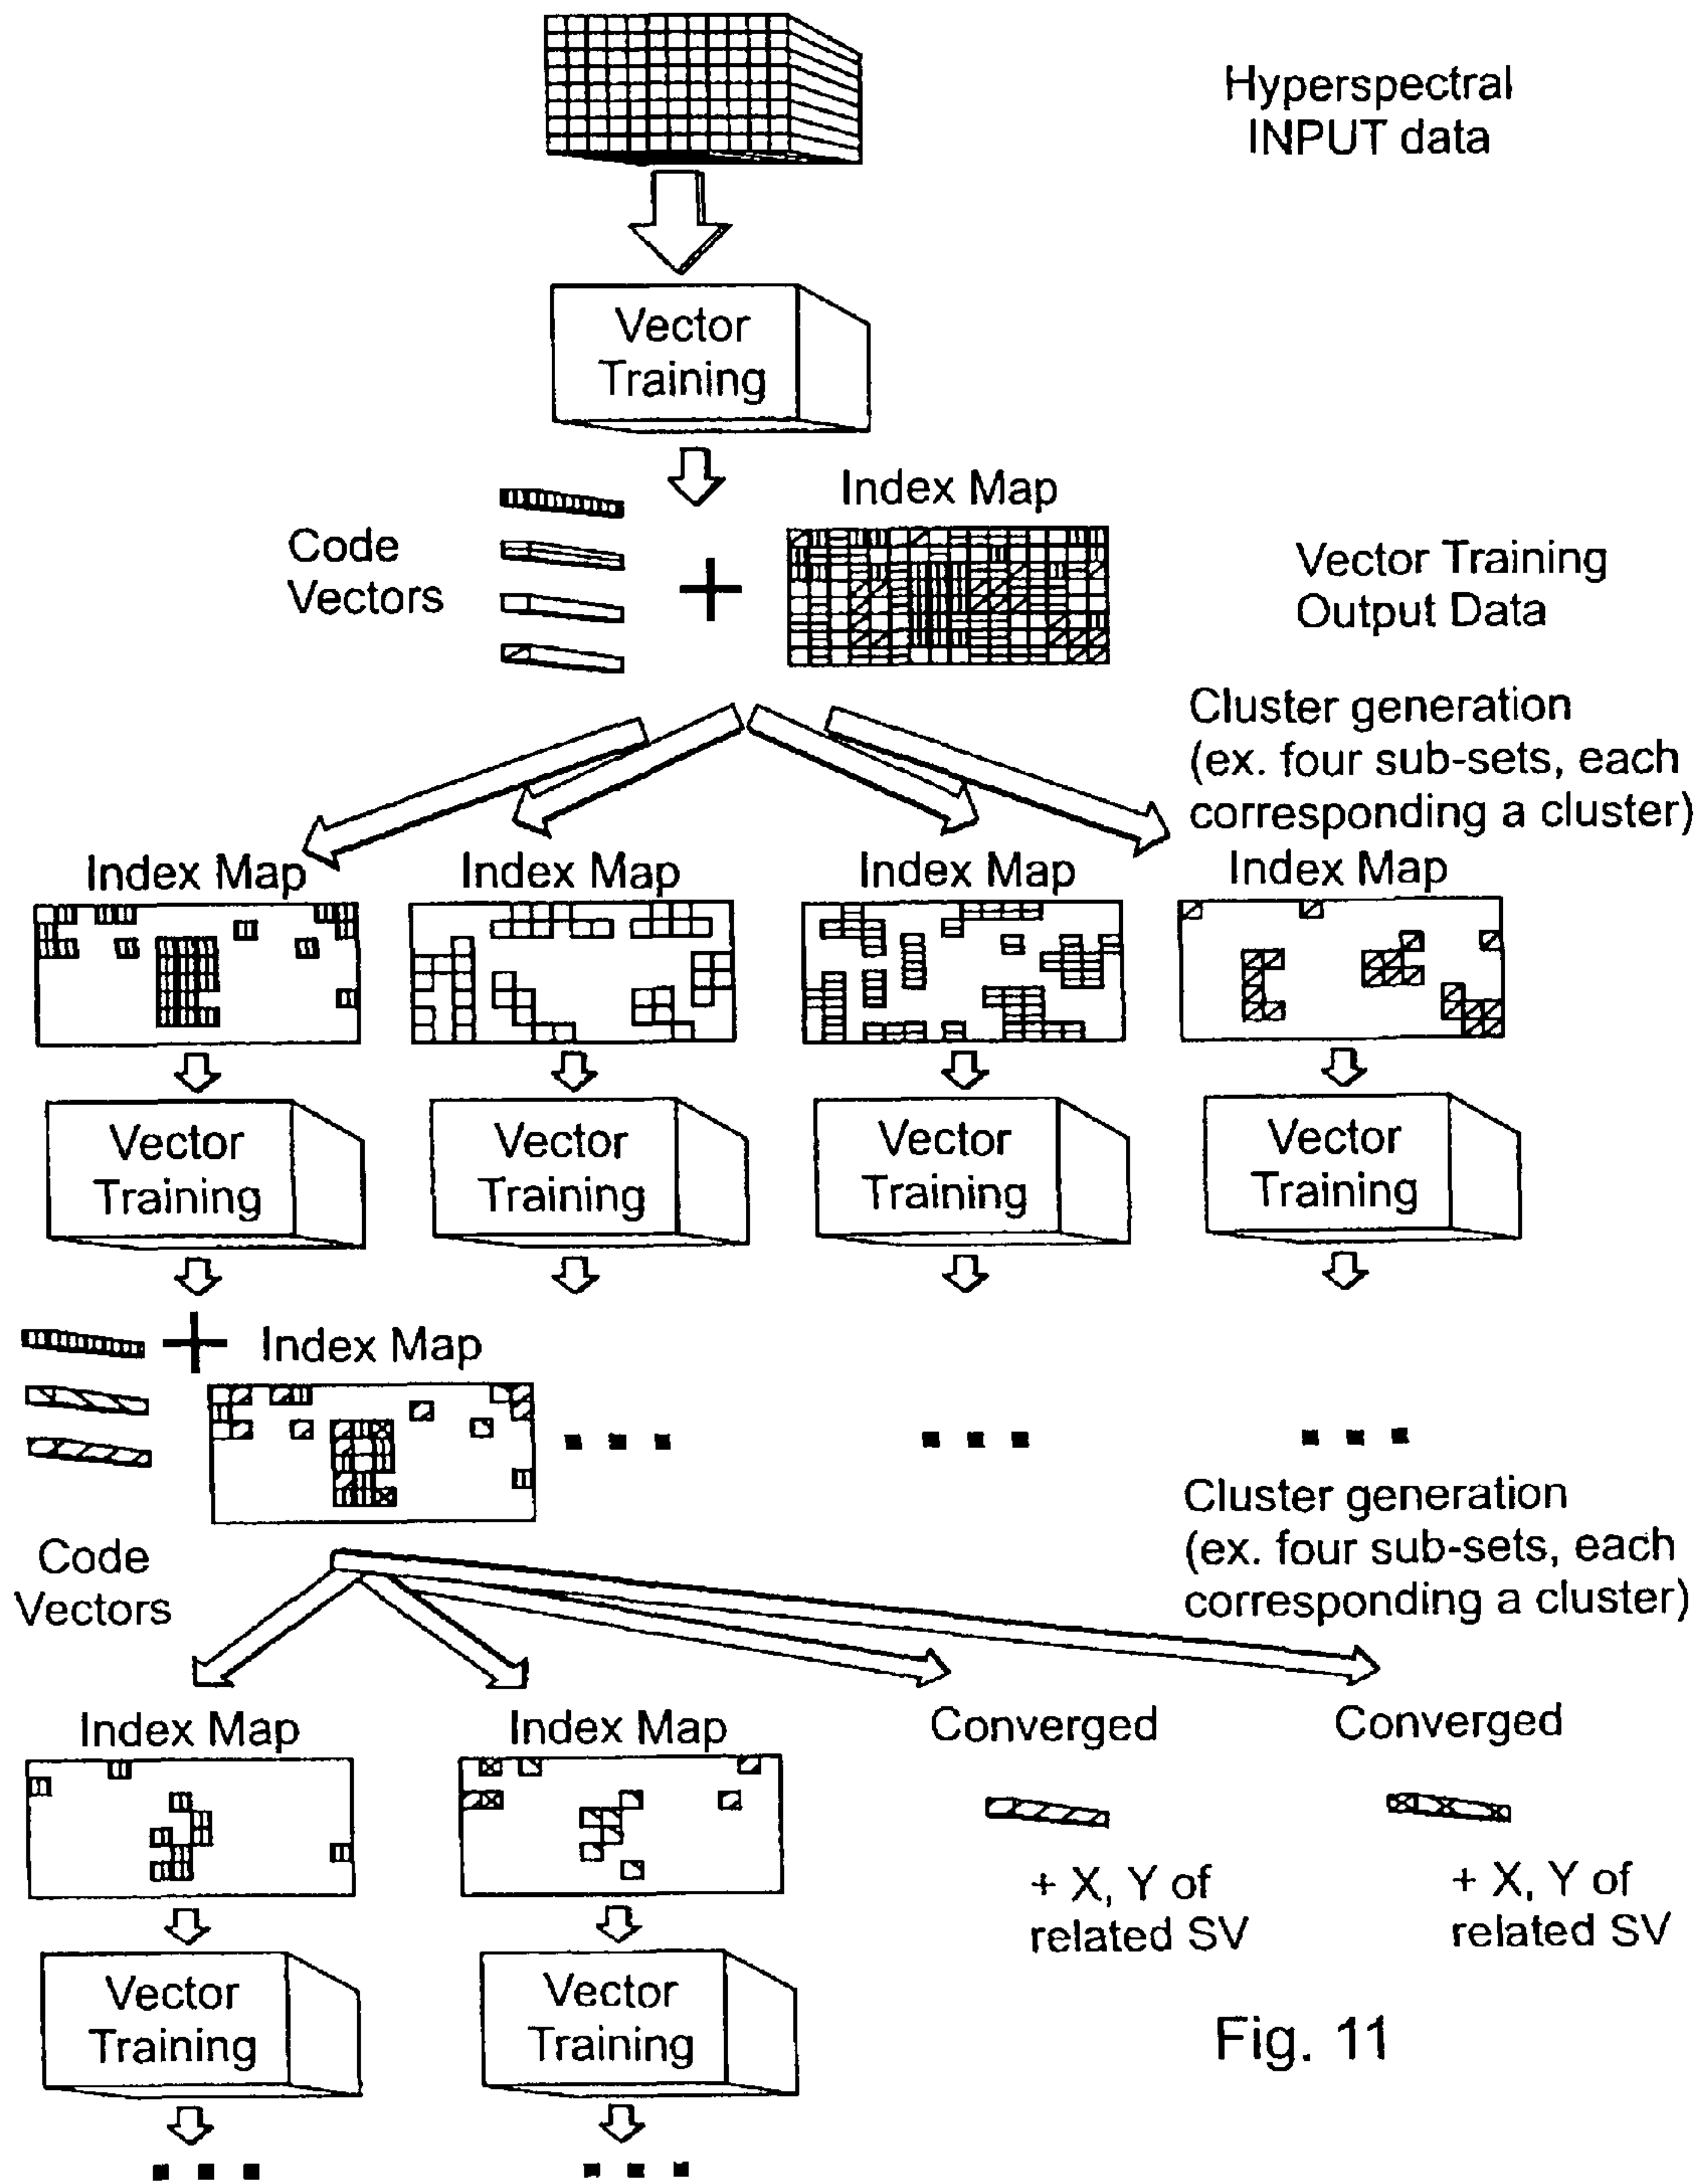 Hyperspectral
INPUT data
Vector
Training
Index Map
Code
Vectors
Vector Training
Output Data
Cluster generation
(ex. four sub-sets, each
corresponding a cluster)
Index Map
Index Map
Index Map
Index Map
Vector
Training
Vector
Training
Vector
Training
Vector
Training
Index Map
Code
Vectors
Cluster generation
(ex. four sub-sets, each
corresponding a cluster)
Index Map
Index Map
Converged
Converged
+ X, Y of
related SV
+ X, Y of
related SV
Vector
Training
Vector
Training
Fig. 11